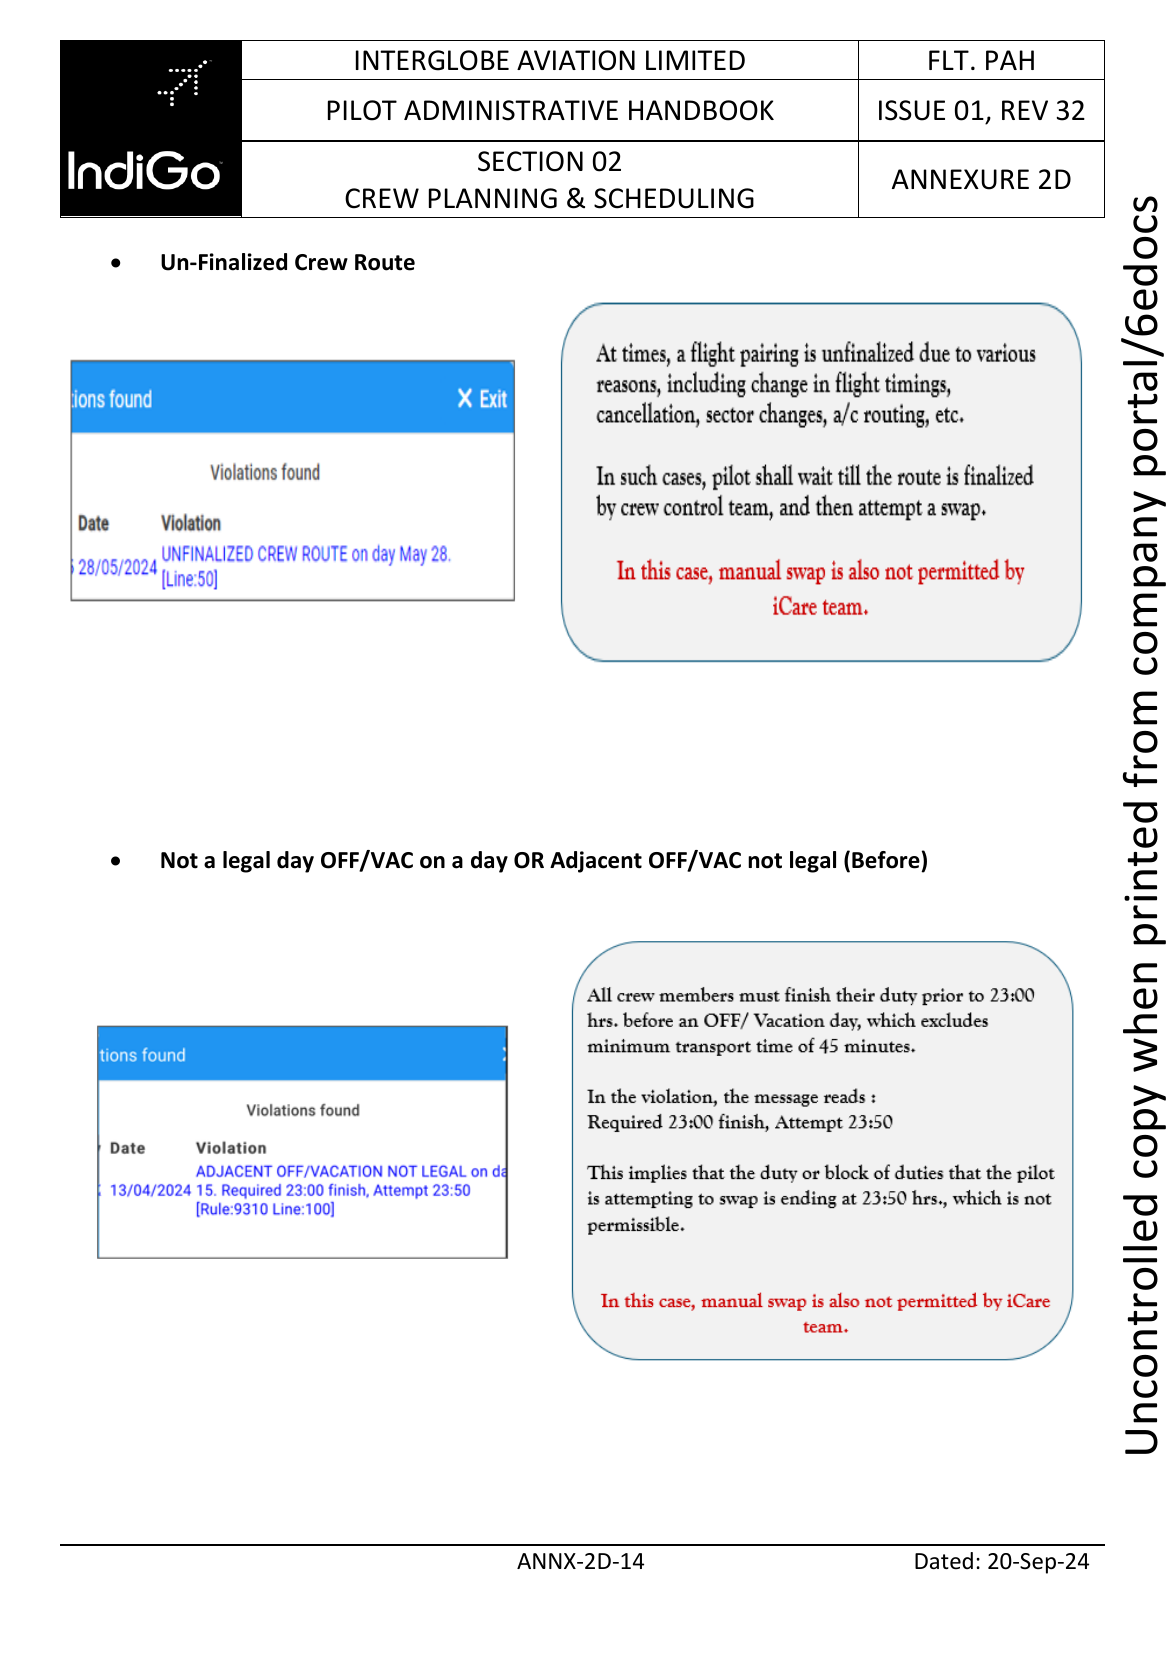 INTERGLOBE AVIATION LIMITED
FLT. PAH
PILOT ADMINISTRATIVE HANDBOOK
ISSUE 01, REV 32
IndiGo
SECTION 02
CREW PLANNING & SCHEDULING
ANNEXURE 2D
• Un-Finalized Crew Route
tions found
X Exit
Violations found
Date Violation
28/05/2024 UNFINALIZED CREW ROUTE on day May 28.
[Line:50]
At times, a flight pairing is unfinalized due to various
reasons, including change in flight timings,
cancellation, sector changes, a/c routing, etc.
In such cases, pilot shall wait till the route is finalized
by crew control team, and then attempt a swap.
In this case, manual swap is also not permitted by
iCare team.
• Not a legal day OFF/VAC on a day OR Adjacent OFF/VAC not legal (Before)
tions found
Violations found
Date Violation
ADJACENT OFF/VACATION NOT LEGAL on da
13/04/2024 15. Required 23:00 finish, Attempt 23:50
[Rule:9310 Line:100]
All crew members must finish their duty prior to 23:00
hrs. before an OFF/ Vacation day, which excludes
minimum transport time of 45 minutes.
In the violation, the message reads :
Required 23:00 finish, Attempt 23:50
This implies that the duty or block of duties that the pilot
is attempting to swap is ending at 23:50 hrs., which is not
permissible.
In this case, manual swap is also not permitted by iCare
team.
ANNX-2D-14
Dated: 20-Sep-24
Uncontrolled copy when printed from company portal/6edocs